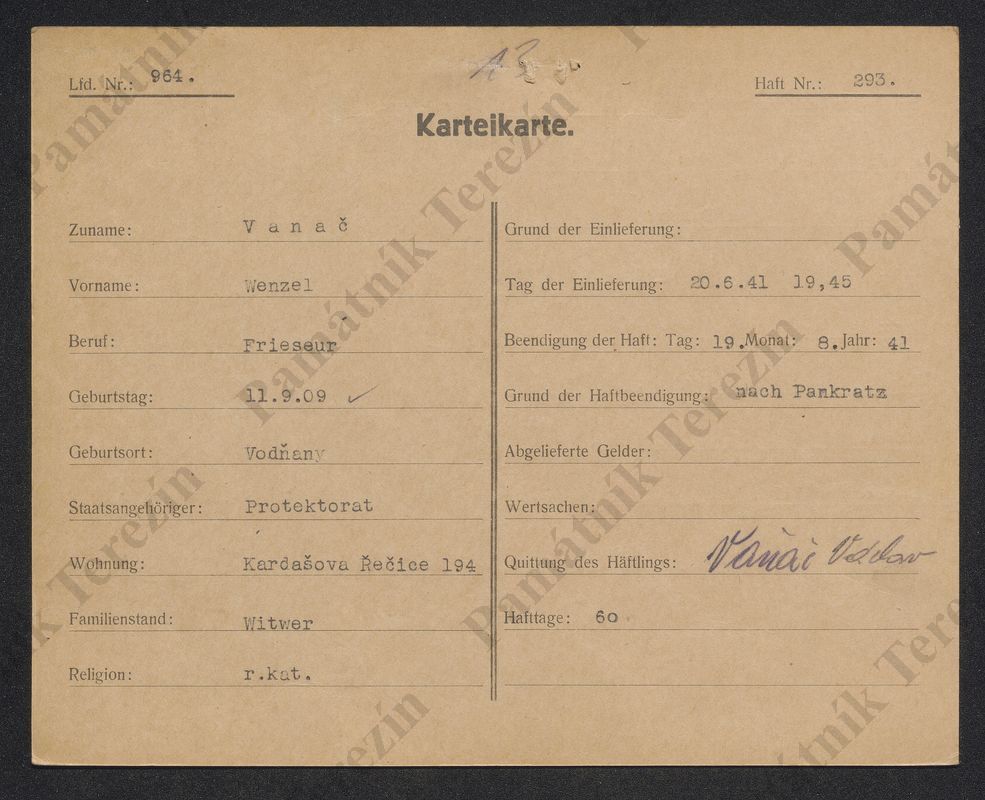 Lfd. Nr.: 964.
A3
Haft Nr.: 293.
Karteikarte.
Zuname: Vanač
Vorname: Wenzel
Beruf: Frieseur
Geburtstag: 11.9.09 ✓
Geburtsort: Vodňany
Staatsangehöriger: Protektorat
Wohnung: Kardašova Řečice 194
Familienstand: Witwer
Religion: r.kat.
Grund der Einlieferung:
Tag der Einlieferung: 20.6.41 19,45
Beendigung der Haft: Tag: 19. Monat: 8. Jahr: 41
Grund der Haftbeendigung: nach Pankratz
Abgelieferte Gelder:
Wertsachen:
Quittung des Häftlings: Vaňáč Václav
Hafttage: 60
Památník Terezín